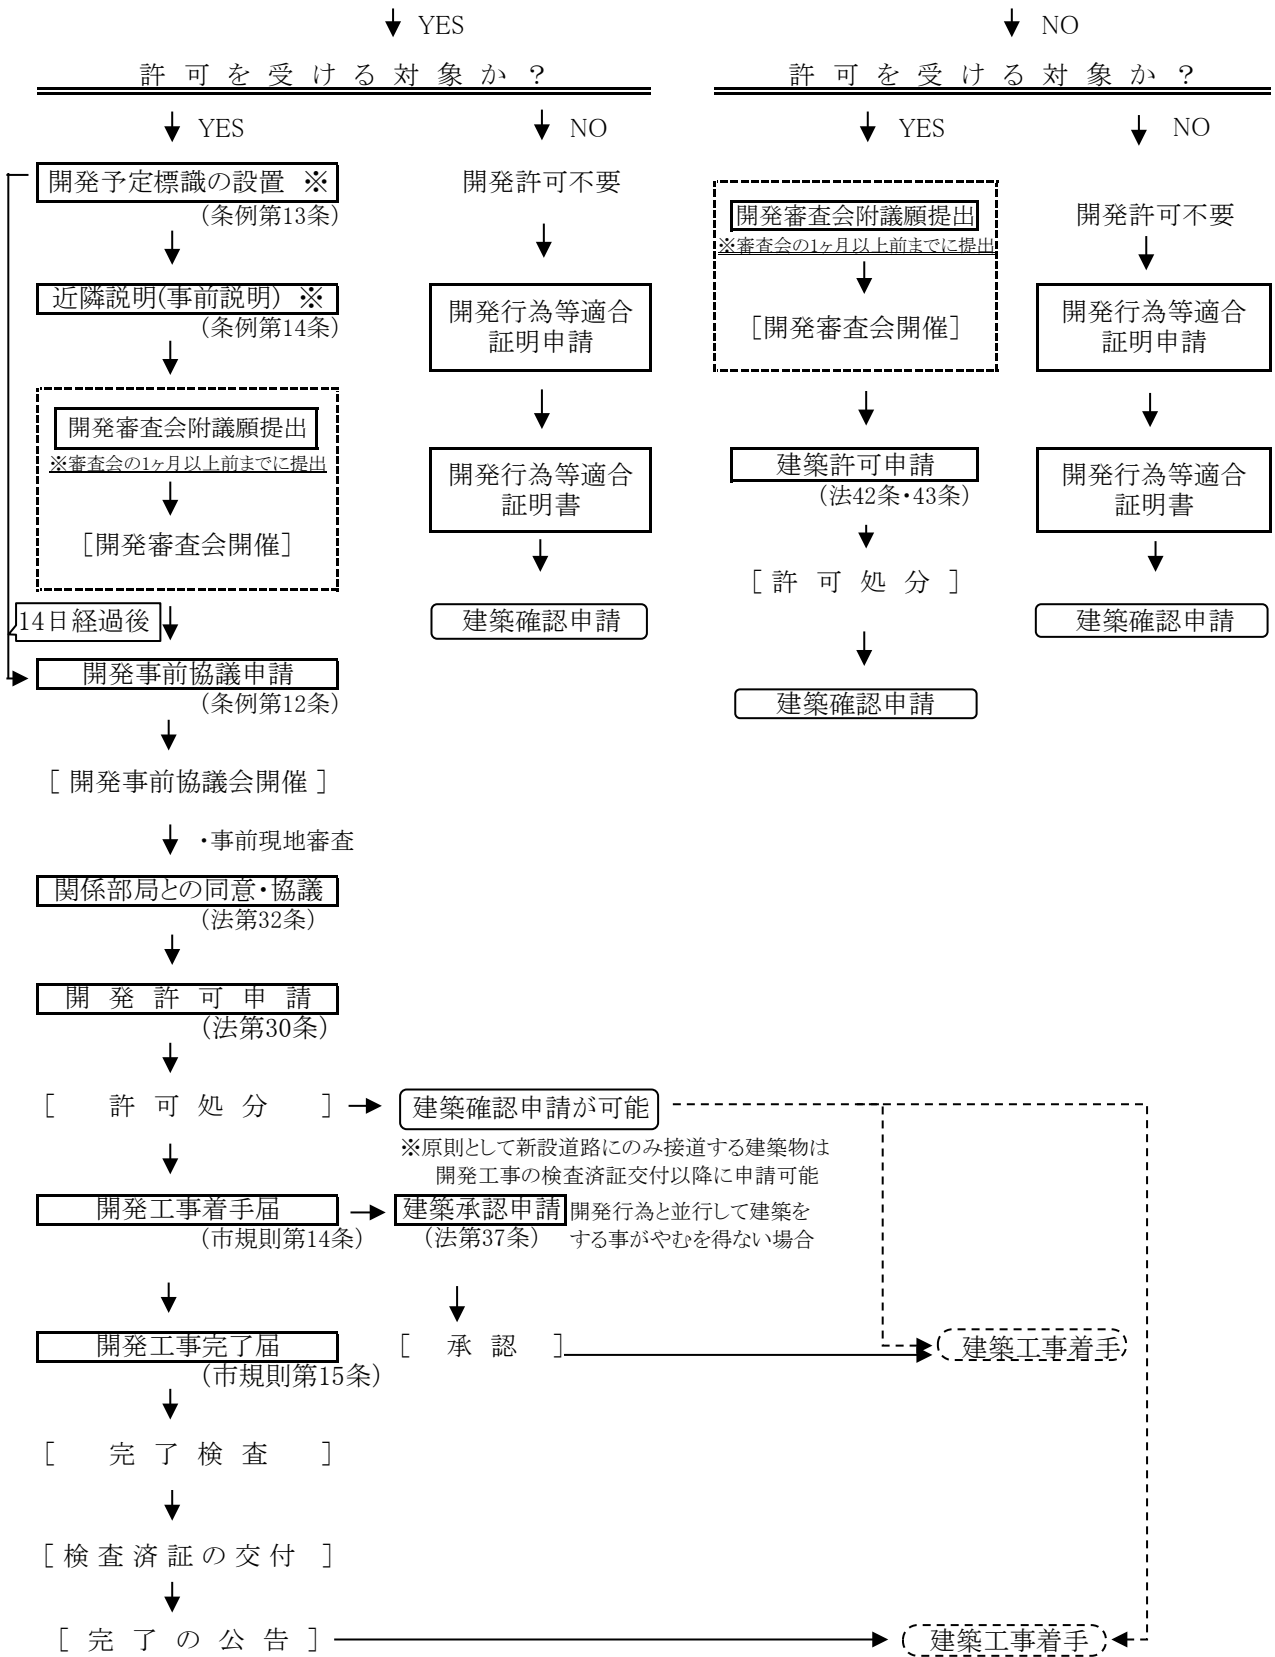 YES
NO
許可を受ける対象か？
許可を受ける対象か？
YES
NO
YES
NO
開発予定標識の設置 ※
(条例第13条)
近隣説明(事前説明) ※
(条例第14条)
開発審査会附議願提出
※審査会の1ヶ月以上前までに提出
[開発審査会開催]
14日経過後
開発事前協議申請
(条例第12条)
[開発事前協議会開催]
・事前現地審査
関係部局との同意・協議
(法第32条)
開発許可申請
(法第30条)
[許可処分]
開発工事着手届
(市規則第14条)
開発工事完了届
(市規則第15条)
[完了検査]
[検査済証の交付]
[完了の公告]
開発許可不要
開発行為等適合
証明申請
開発行為等適合
証明書
建築確認申請
開発審査会附議願提出
※審査会の1ヶ月以上前までに提出
[開発審査会開催]
建築許可申請
(法42条・43条)
[許可処分]
建築確認申請
開発許可不要
開発行為等適合
証明申請
開発行為等適合
証明書
建築確認申請
建築確認申請が可能
※原則として新設道路にのみ接道する建築物は
開発工事の検査済証交付以降に申請可能
建築承認申請
(法第37条)
開発行為と並行して建築を
する事がやむを得ない場合
[承認]
建築工事着手
建築工事着手